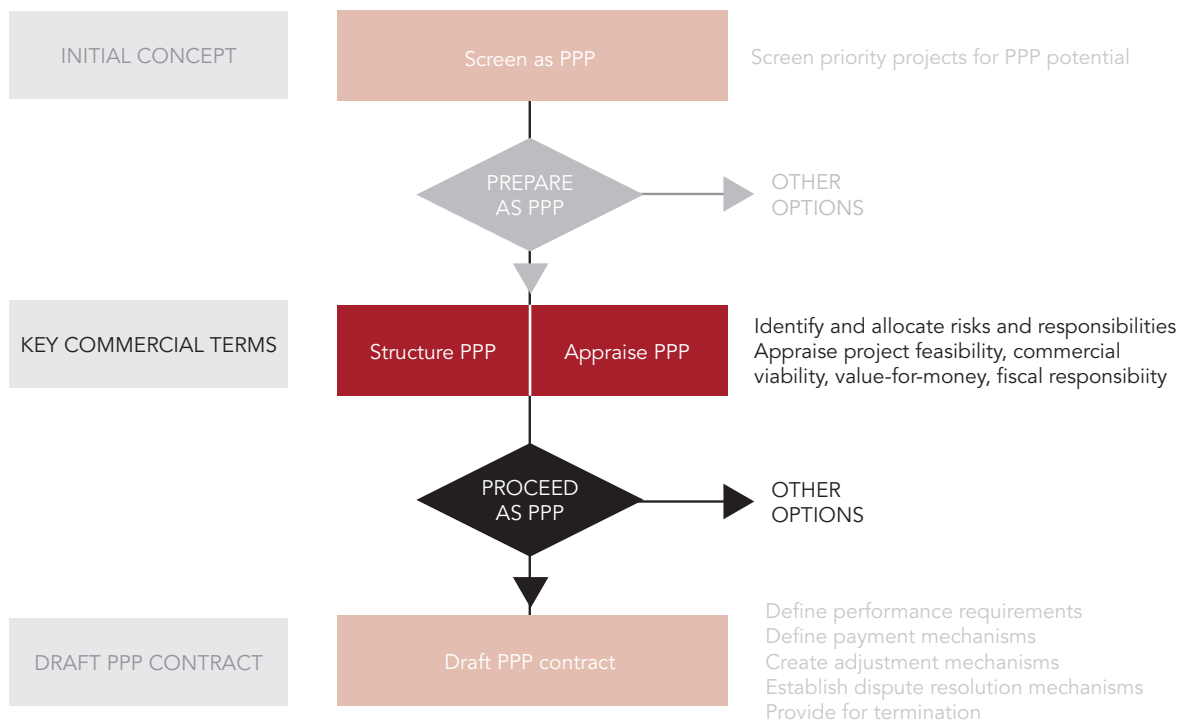 INITIAL CONCEPT
Screen as PPP
Screen priority projects for PPP potential
PREPARE
AS PPP
OTHER
OPTIONS
KEY COMMERCIAL TERMS
Structure PPP
Appraise PPP
Identify and allocate risks and responsibilities
Appraise project feasibility, commercial
viability, value-for-money, fiscal responsibiity
PROCEED
AS PPP
OTHER
OPTIONS
DRAFT PPP CONTRACT
Draft PPP contract
Define performance requirements
Define payment mechanisms
Create adjustment mechanisms
Establish dispute resolution mechanisms
Provide for termination